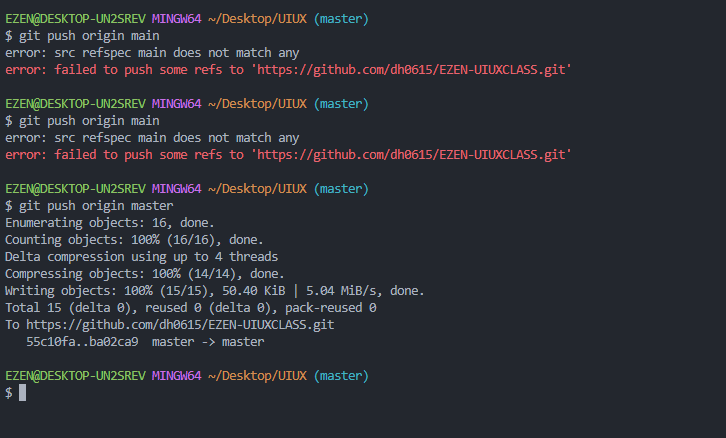 EZEN@DESKTOP-UN2SREV MINGW64 ~/Desktop/UIUX (master)
$ git push origin main
error: src refspec main does not match any
error: failed to push some refs to 'https://github.com/dh0615/EZEN-UIUXCLASS.git'
EZEN@DESKTOP-UN2SREV MINGW64 ~/Desktop/UIUX (master)
$ git push origin main
error: src refspec main does not match any
error: failed to push some refs to 'https://github.com/dh0615/EZEN-UIUXCLASS.git'
EZEN@DESKTOP-UN2SREV MINGW64 ~/Desktop/UIUX (master)
$ git push origin master
Enumerating objects: 16, done.
Counting objects: 100% (16/16), done.
Delta compression using up to 4 threads
Compressing objects: 100% (14/14), done.
Writing objects: 100% (15/15), 50.40 KiB | 5.04 MiB/s, done.
Total 15 (delta 0), reused 0 (delta 0), pack-reused 0
To https://github.com/dh0615/EZEN-UIUXCLASS.git
   55c10fa..ba02ca9  master -> master
EZEN@DESKTOP-UN2SREV MINGW64 ~/Desktop/UIUX (master)
$